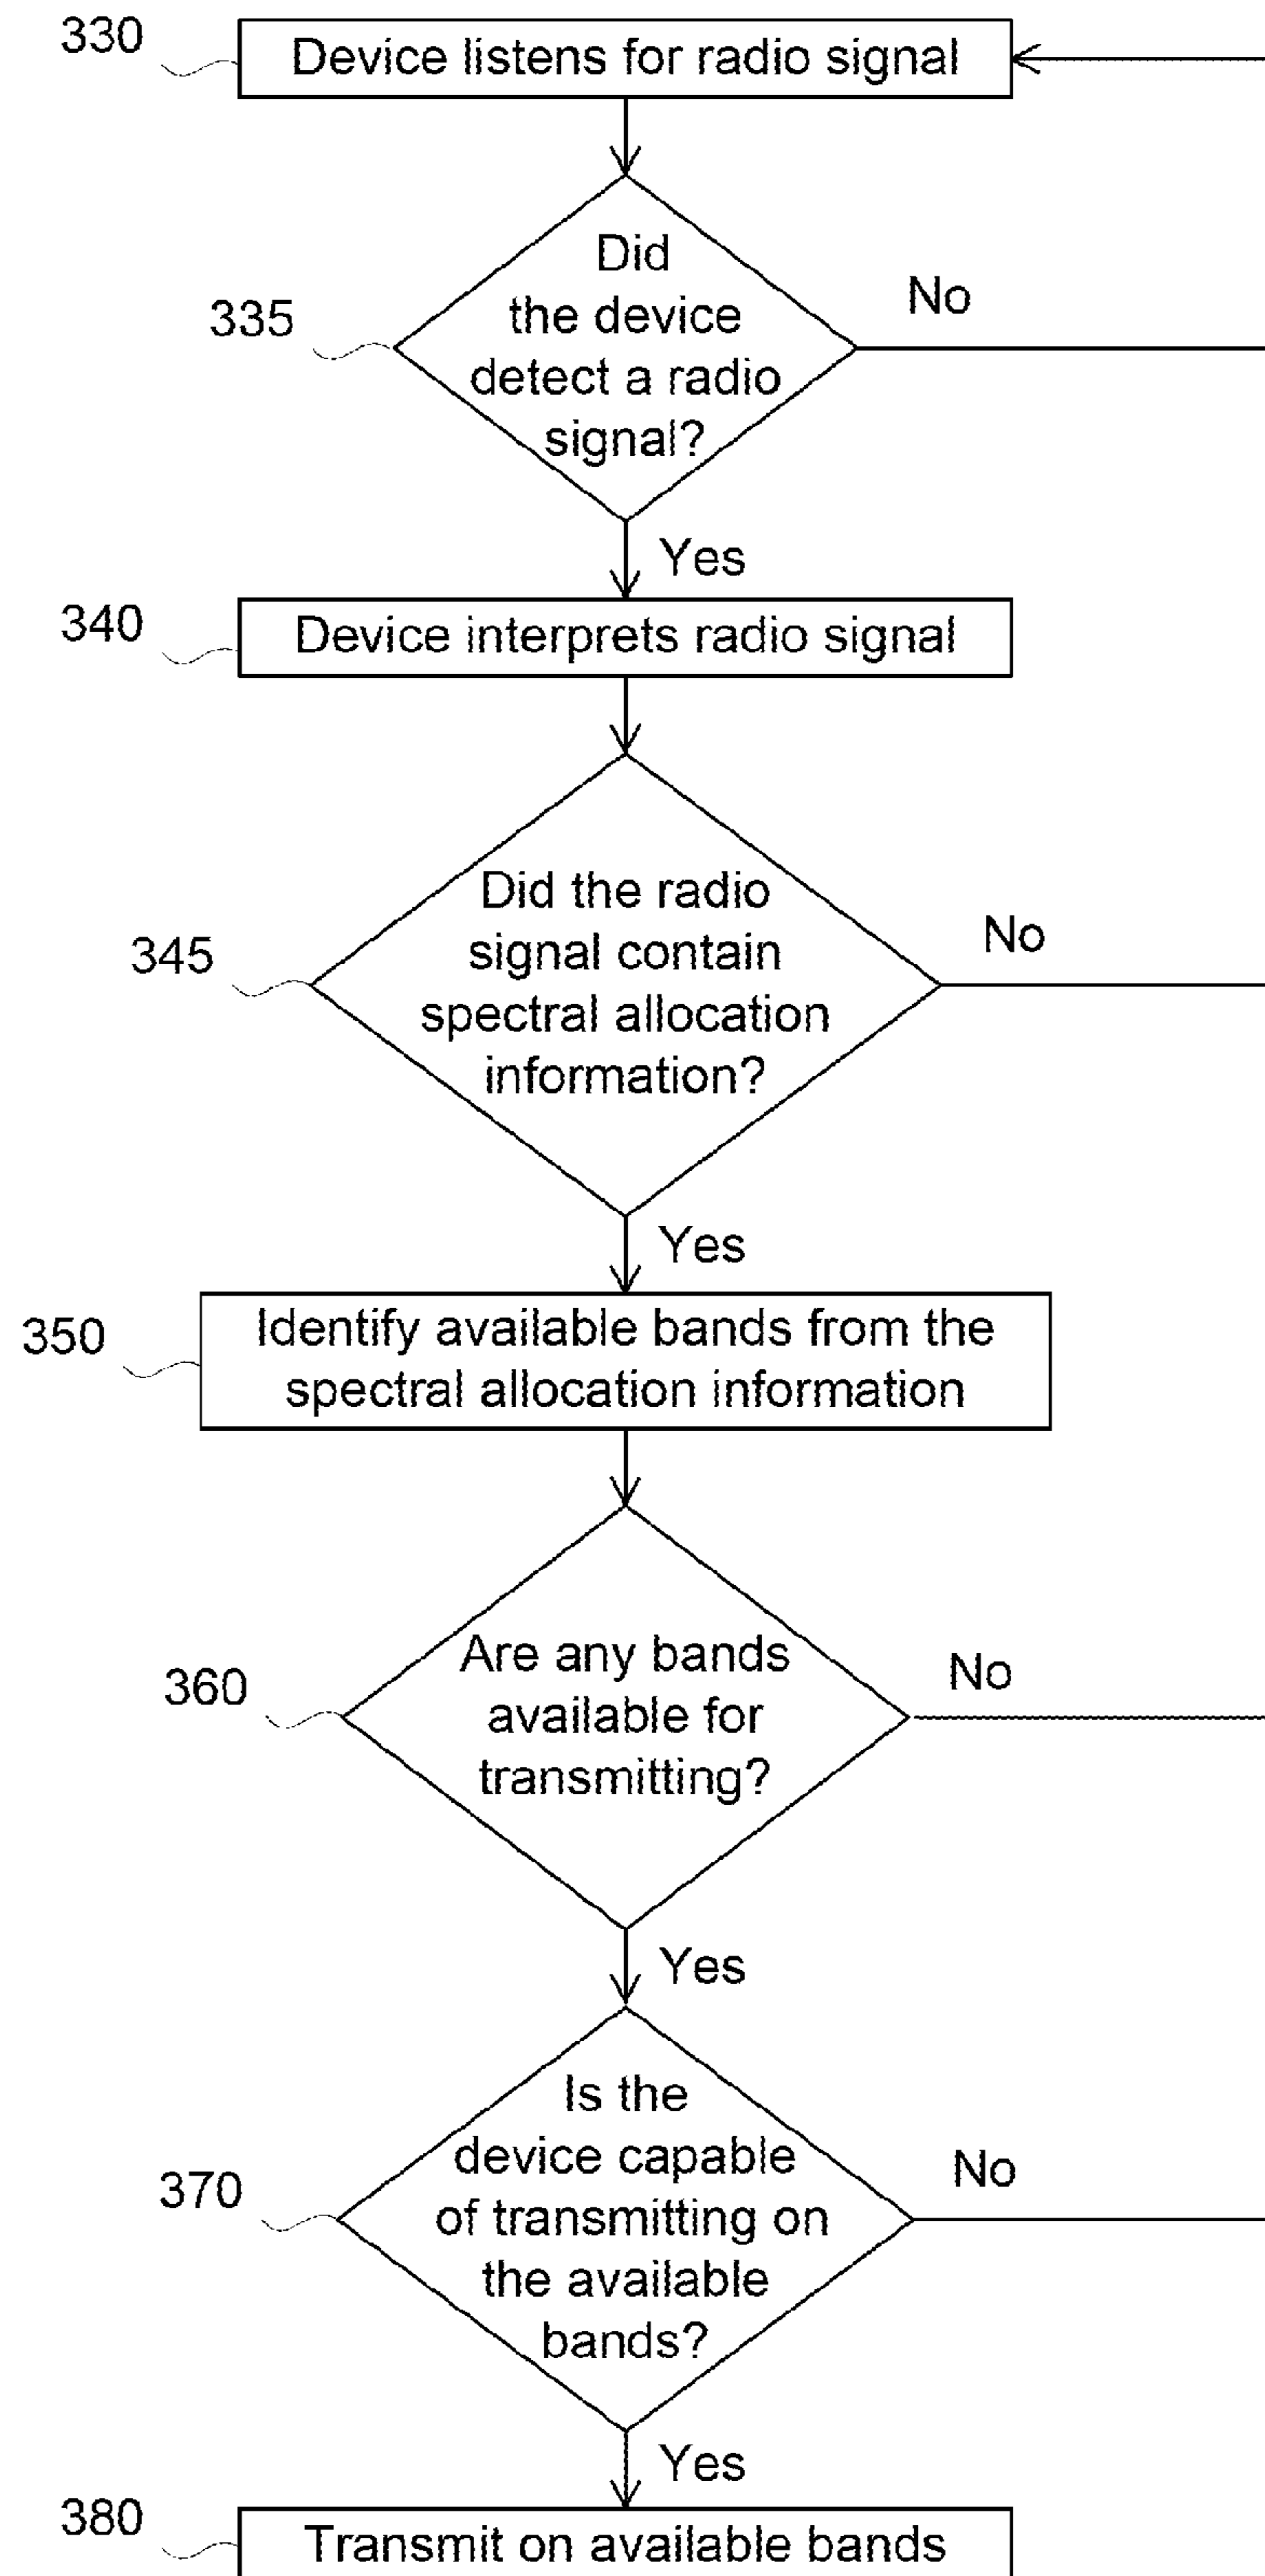 330
Device listens for radio signal
335
Did
the device
detect a radio
signal?
No
Yes
340
Device interprets radio signal
345
Did the radio
signal contain
spectral allocation
information?
No
Yes
350
Identify available bands from the
spectral allocation information
360
Are any bands
available for
transmitting?
No
Yes
370
Is the
device capable
of transmitting on
the available
bands?
No
Yes
380
Transmit on available bands